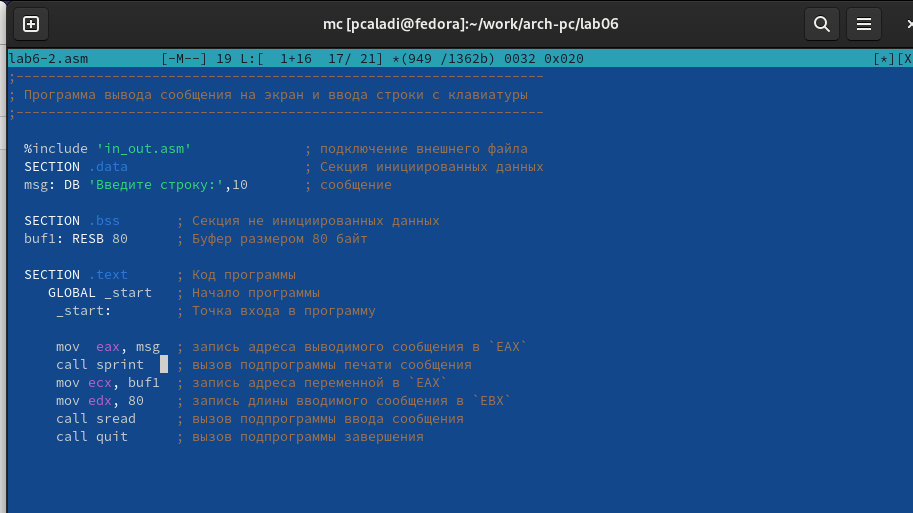 mc [pcaladi@fedora]:~/work/arch-pc/lab06
lab6-2.asm [-M--] 19 L:[ 1+16 17/ 21] *(949 /1362b) 0032 0x020 [*][X
;------------------------------------------------------------------
; Программа вывода сообщения на экран и ввода строки с клавиатуры
;------------------------------------------------------------------
%include 'in_out.asm' ; подключение внешнего файла
SECTION .data ; Секция инициированных данных
msg: DB 'Введите строку:',10 ; сообщение
SECTION .bss ; Секция не инициированных данных
buf1: RESB 80 ; Буфер размером 80 байт
SECTION .text ; Код программы
GLOBAL _start ; Начало программы
_start: ; Точка входа в программу
mov eax, msg ; запись адреса выводимого сообщения в `EAX`
call sprint ; вызов подпрограммы печати сообщения
mov ecx, buf1 ; запись адреса переменной в `EAX`
mov edx, 80 ; запись длины вводимого сообщения в `EBX`
call sread ; вызов подпрограммы ввода сообщения
call quit ; вызов подпрограммы завершения